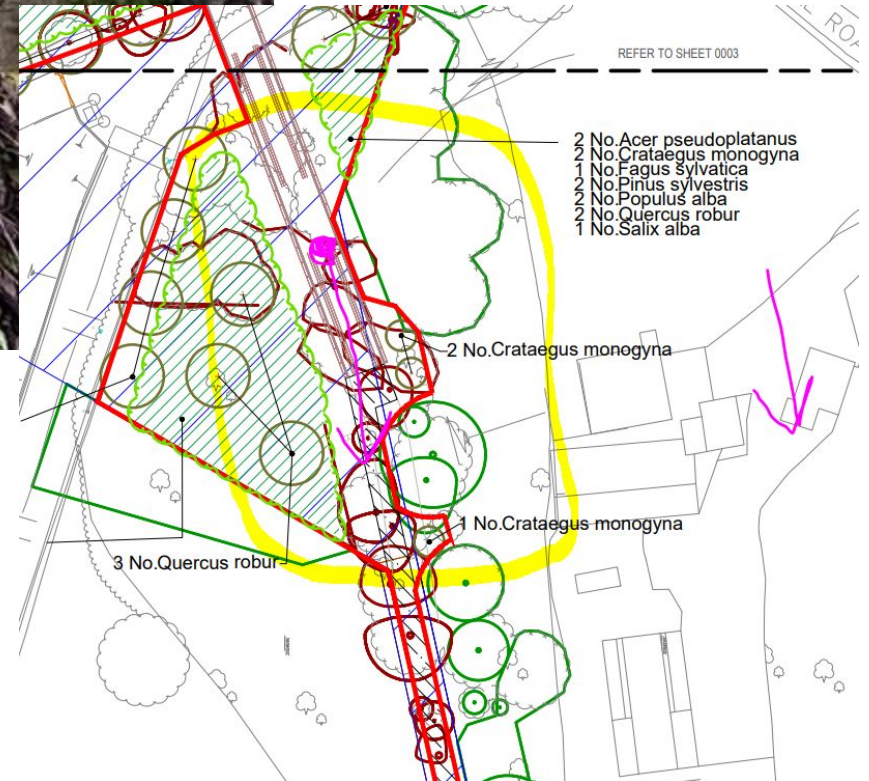 REFER TO SHEET 0003
2 No.Acer pseudoplatanus
2 No.Crataegus monogyna
1 No.Fagus sylvatica
2 No.Pinus sylvestris
2 No.Populus alba
2 No.Quercus robur
1 No.Salix alba
2 No.Crataegus monogyna
1 No.Crataegus monogyna
3 No.Quercus robur